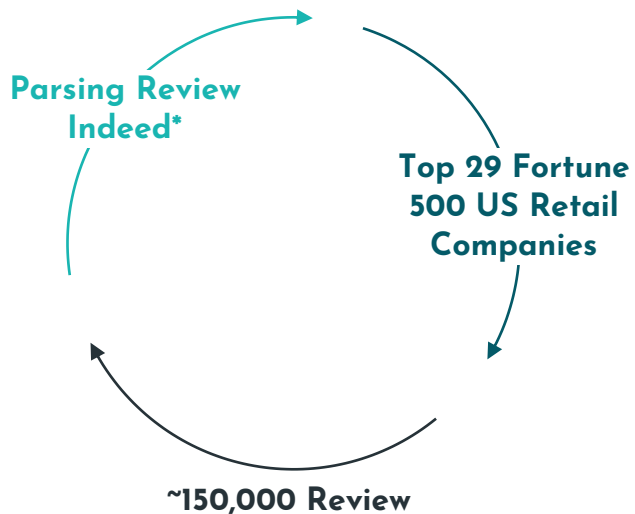 Parsing Review
Indeed*
Top 29 Fortune
500 US Retail
Companies
~150,000 Review